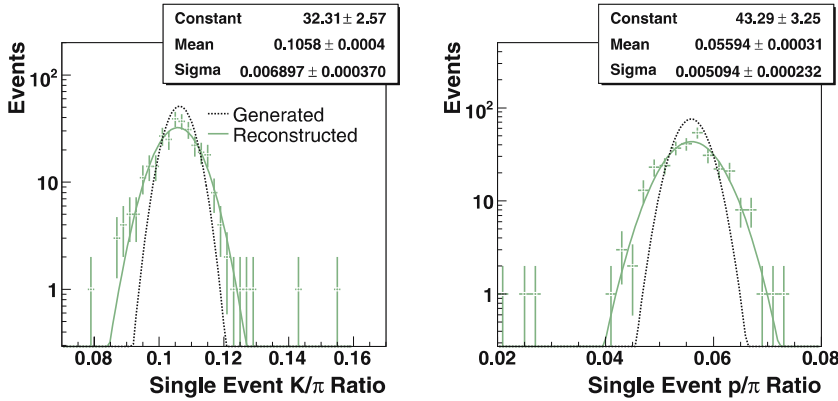 Constant 32.31 ± 2.57
Mean 0.1058 ± 0.0004
Sigma 0.006897 ± 0.000370
Events
10²
10
1
Generated
Reconstructed
0.08 0.1 0.12 0.14 0.16
Single Event K/π Ratio
Constant 43.29 ± 3.25
Mean 0.05594 ± 0.00031
Sigma 0.005094 ± 0.000232
Events
10²
10
1
0.02 0.04 0.06 0.08
Single Event p/π Ratio